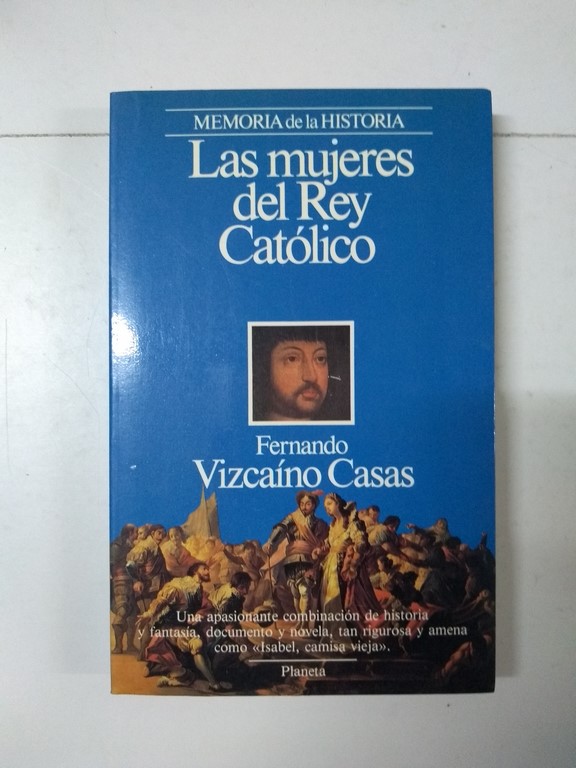 MEMORIA de la HISTORIA
Las mujeres
del Rey
Católico
Fernando
Vizcaíno Casas
Una apasionante combinación de historia
y fantasía, documento y novela, tan rigurosa y amena
como «Isabel, camisa vieja».
Planeta